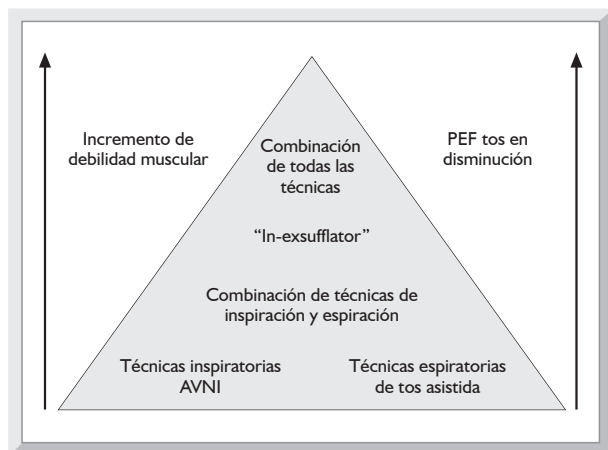 Incremento de
debilidad muscular
Combinación
de todas las
técnicas
PEF tos en
disminución
“In-exsufflator”
Combinación de técnicas de
inspiración y espiración
Técnicas inspiratorias
AVNI
Técnicas espiratorias
de tos asistida